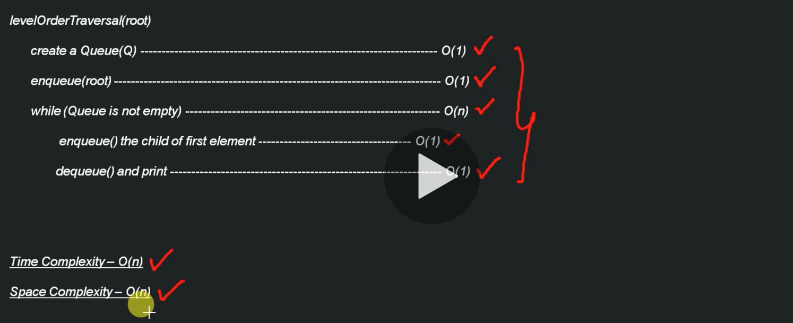 levelOrderTraversal(root)
create a Queue(Q) ---------------------------------------------------------------------- O(1)
enqueue(root) ----------------------------------------------------------------------------- O(1)
while (Queue is not empty) ------------------------------------------------------------ O(n)
enqueue() the child of first element ------------------------------------ O(1)
dequeue() and print ---------------------------------------------------------------- O(1)
Time Complexity – O(n)
Space Complexity – O(n)